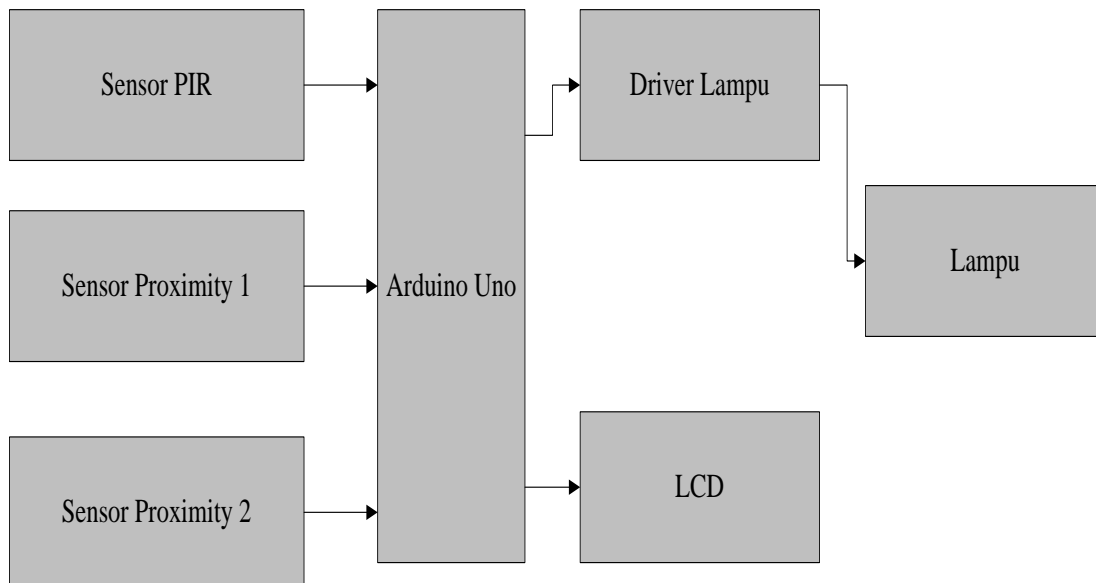 Sensor PIR
Sensor Proximity 1
Sensor Proximity 2
Arduino Uno
Driver Lampu
Lampu
LCD